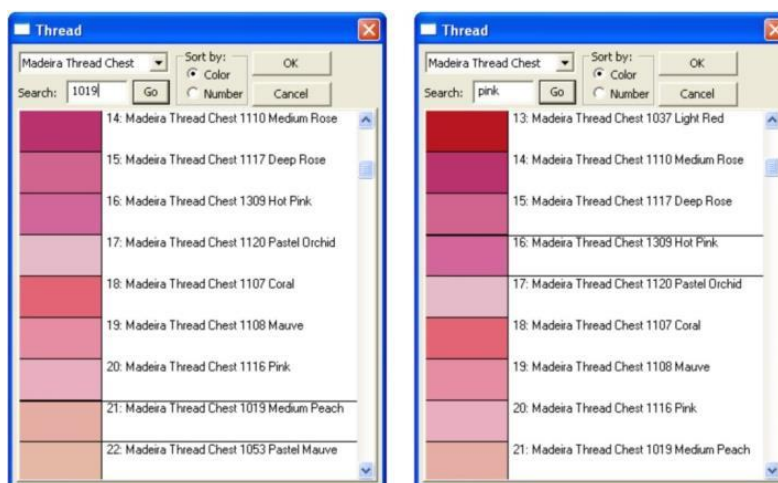 Thread
Madeira Thread Chest
Sort by:
Color
Number
OK
Search: 1019 Go
Cancel
14: Madeira Thread Chest 1110 Medium Rose
15: Madeira Thread Chest 1117 Deep Rose
16: Madeira Thread Chest 1309 Hot Pink
17: Madeira Thread Chest 1120 Pastel Orchid
18: Madeira Thread Chest 1107 Coral
19: Madeira Thread Chest 1108 Mauve
20: Madeira Thread Chest 1116 Pink
21: Madeira Thread Chest 1019 Medium Peach
22: Madeira Thread Chest 1053 Pastel Mauve
Thread
Madeira Thread Chest
Sort by:
Color
Number
OK
Search: pink Go
Cancel
13: Madeira Thread Chest 1037 Light Red
14: Madeira Thread Chest 1110 Medium Rose
15: Madeira Thread Chest 1117 Deep Rose
16: Madeira Thread Chest 1309 Hot Pink
17: Madeira Thread Chest 1120 Pastel Orchid
18: Madeira Thread Chest 1107 Coral
19: Madeira Thread Chest 1108 Mauve
20: Madeira Thread Chest 1116 Pink
21: Madeira Thread Chest 1019 Medium Peach